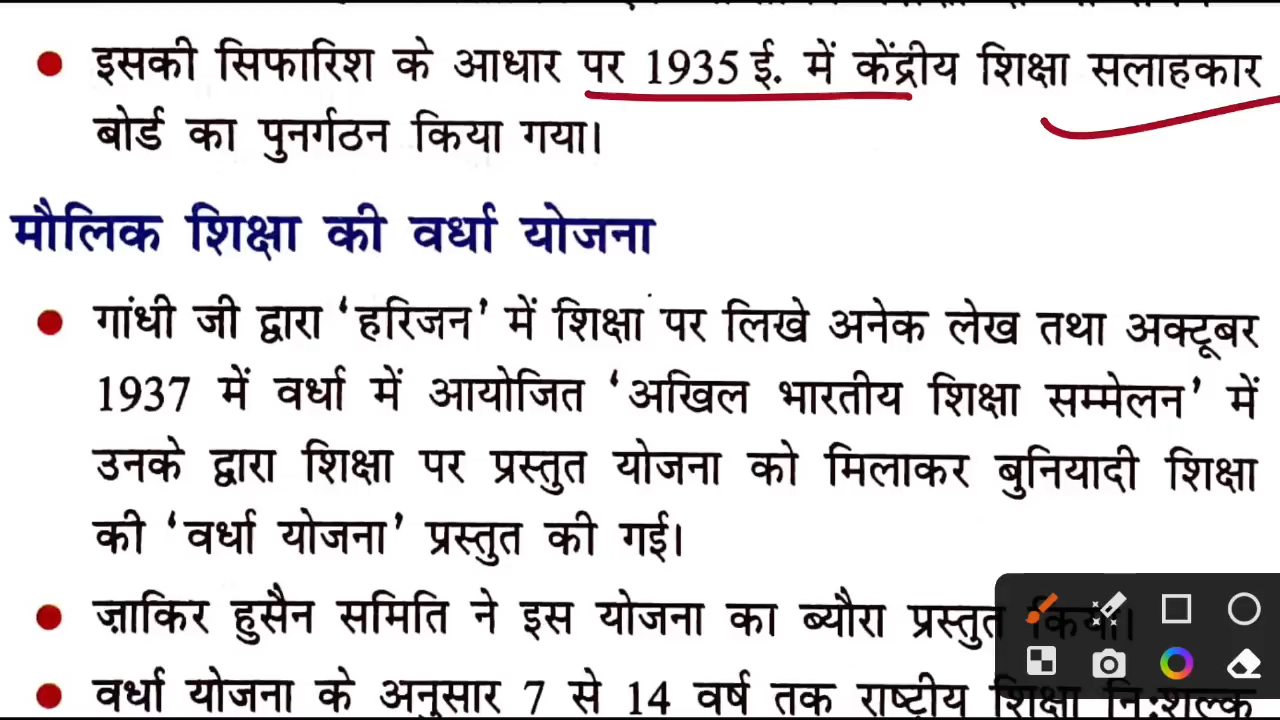 इसकी सिफारिश के आधार पर 1935 ई. में केंद्रीय शिक्षा सलाहकार
बोर्ड का पुनर्गठन किया गया।
मौलिक शिक्षा की वर्धा योजना
गांधी जी द्वारा 'हरिजन' में शिक्षा पर लिखे अनेक लेख तथा अक्टूबर
1937 में वर्धा में आयोजित 'अखिल भारतीय शिक्षा सम्मेलन' में
उनके द्वारा शिक्षा पर प्रस्तुत योजना को मिलाकर बुनियादी शिक्षा
की 'वर्धा योजना' प्रस्तुत की गई।
ज़ाकिर हुसैन समिति ने इस योजना का ब्यौरा प्रस्तुत किया।
वर्धा योजना के अनुसार 7 से 14 वर्ष तक राष्ट्रीय शिक्षा निःशुल्क